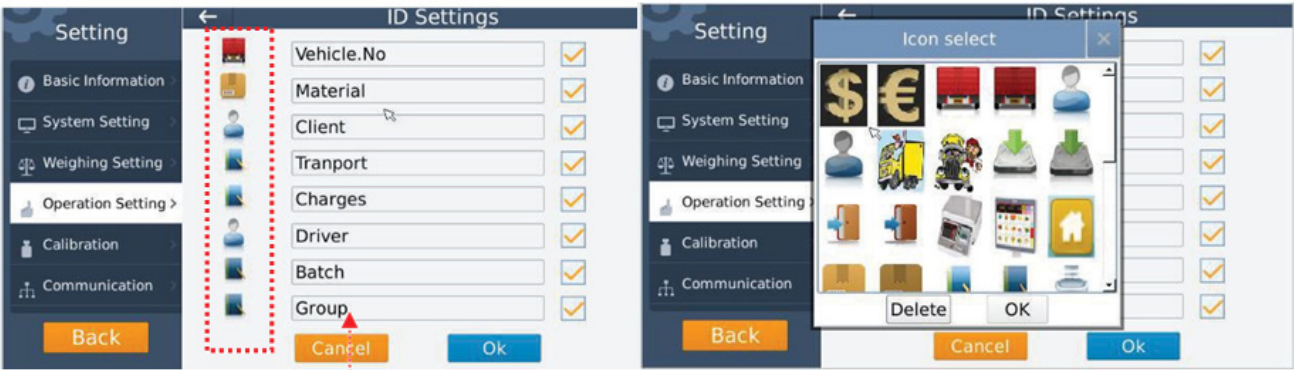 Setting
ID Settings
Basic Information
System Setting
Weighing Setting
Operation Setting
Calibration
Communication
Back
Vehicle.No
Material
Client
Tranport
Charges
Driver
Batch
Group
Cancel
Ok
Setting
ID Settings
Icon select
Basic Information
System Setting
Weighing Setting
Operation Setting
Calibration
Communication
Back
Delete
OK
Cancel
Ok